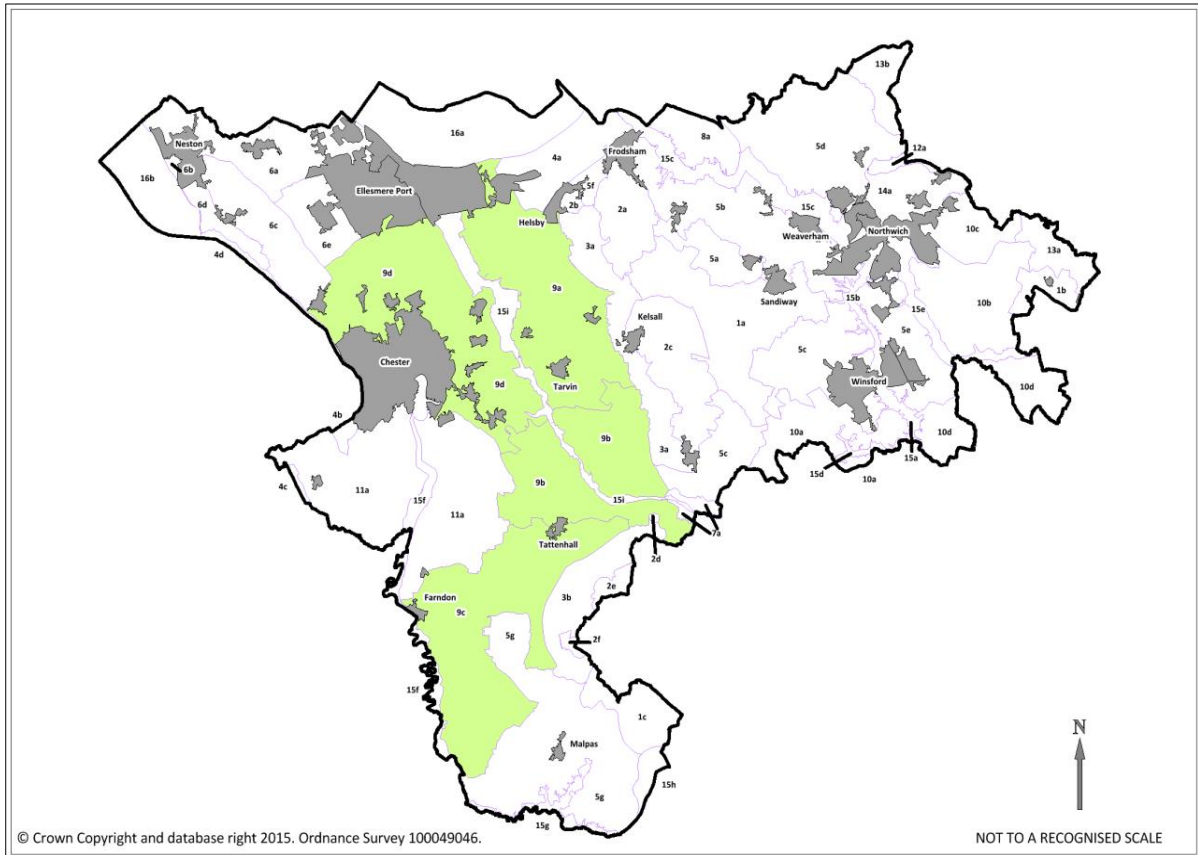 13b
16a
8a
Neston
Frodsham
5d
12a
4a
15c
6a
6b
16b
Ellesmere Port
5f
14a
2b
6d
2a
5b
15c
6c
Helsby
Weaverham
Northwich
10c
6e
3a
4d
13a
5a
9d
9a
1b
Sandiway
15b
10b
15i
15e
Kelsall
1a
5e
2c
5c
Chester
Tarvin
Winsford
9d
10d
4b
9b
10a
10d
3a
5c
15a
15d
10a
9b
4c
11a
15f
15i
11a
7a
Tattenhall
2d
2e
Farndon
3b
9c
5g
2f
15f
1c
N
Malpas
15h
5g
15g
© Crown Copyright and database right 2015. Ordnance Survey 100049046.
NOT TO A RECOGNISED SCALE